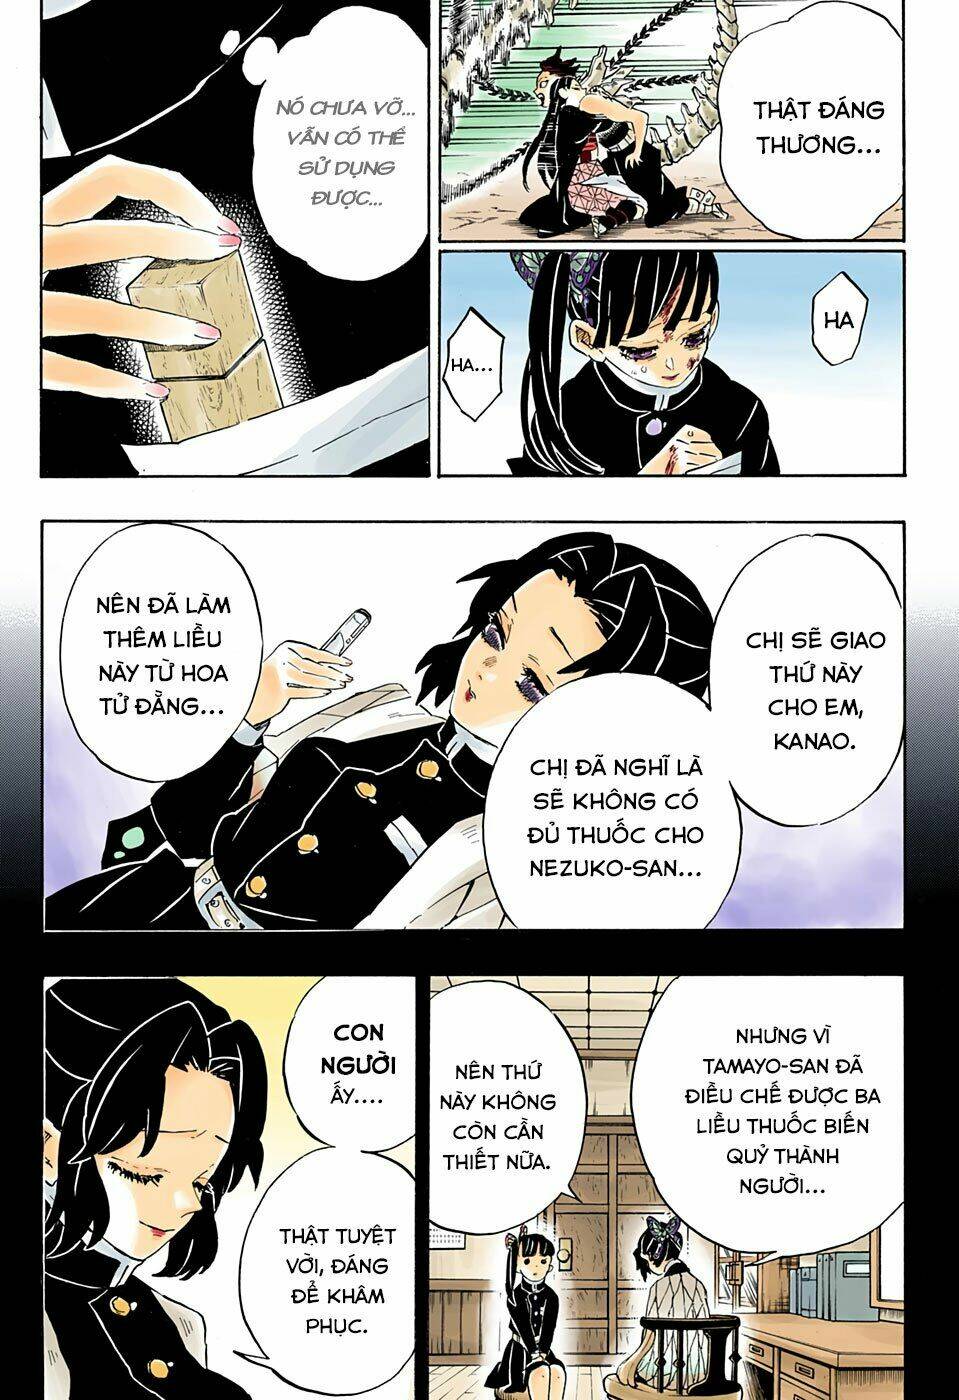 THẬT ĐÁNG
THƯƠNG...
NÓ CHƯA VỠ...
VẪN CÓ THỂ
SỬ DỤNG
ĐƯỢC...
HA
HA...
CHỊ SẼ GIAO
THỨ NÀY
CHO EM,
KANAO.
CHỊ ĐÃ NGHĨ LÀ
SẼ KHÔNG CÓ
ĐỦ THUỐC CHO
NEZUKO-SAN...
NÊN ĐÃ LÀM
THÊM LIỀU
NÀY TỪ HOA
TỬ ĐẰNG...
NHƯNG VÌ
TAMAYO-SAN ĐÃ
ĐIỀU CHẾ ĐƯỢC BA
LIỀU THUỐC BIẾN
QUỶ THÀNH
NGƯỜI...
NÊN THỨ
NÀY KHÔNG
CÒN CẦN
THIẾT NỮA.
CON
NGƯỜI
ẤY....
THẬT TUYỆT
VỜI, ĐÁNG
ĐỂ KHÂM
PHỤC.